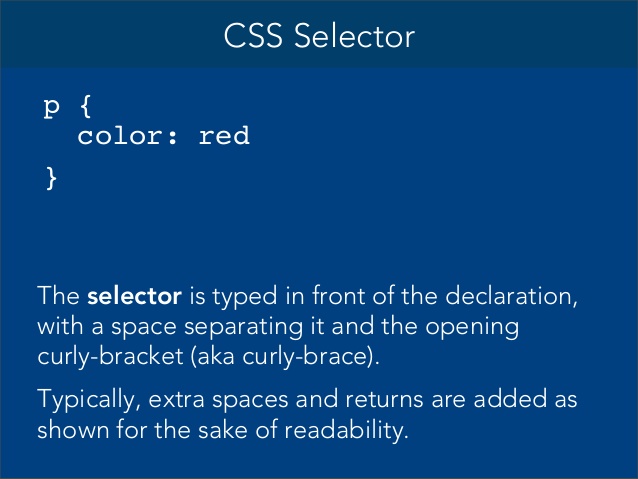 CSS Selector
p {
  color: red
}
The selector is typed in front of the declaration,
with a space separating it and the opening
curly-bracket (aka curly-brace).
Typically, extra spaces and returns are added as
shown for the sake of readability.